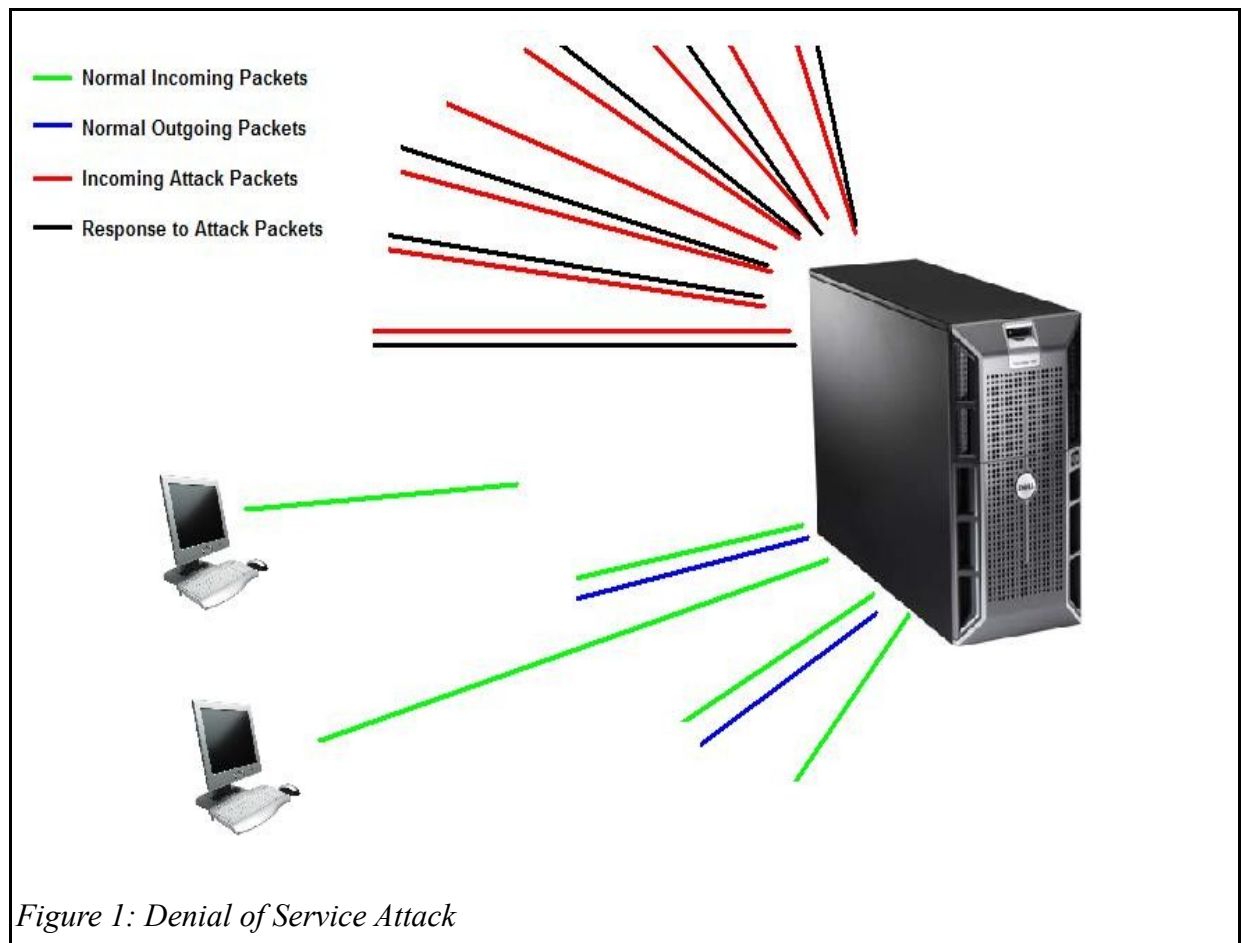 Normal Incoming Packets
Normal Outgoing Packets
Incoming Attack Packets
Response to Attack Packets
DELL
Figure 1: Denial of Service Attack